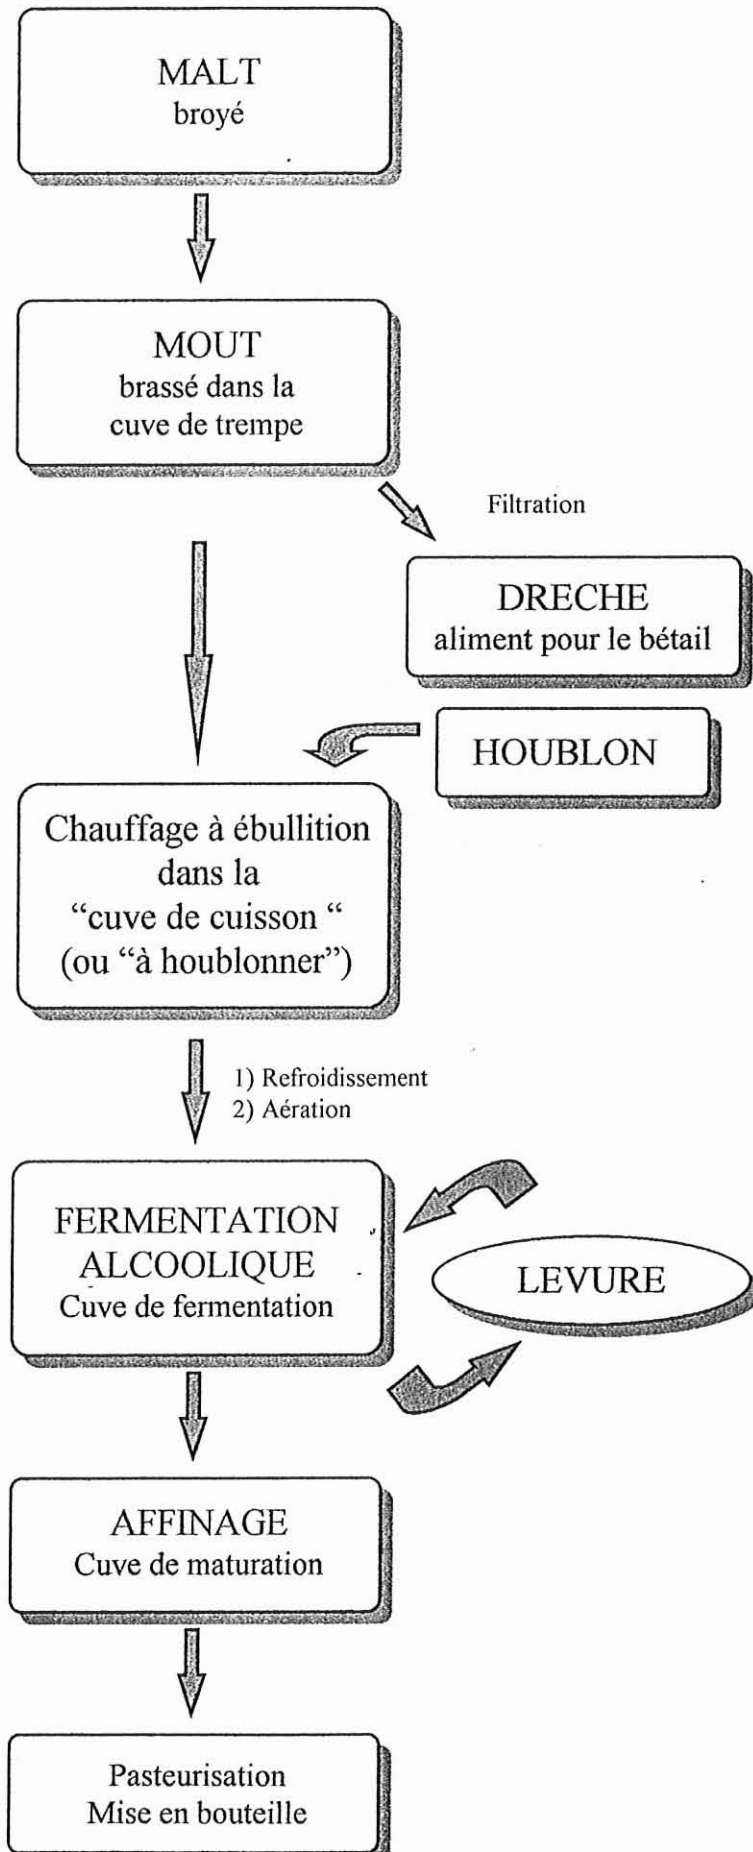 MALT
broyé
MOUT
brassé dans la
cuve de trempe
Filtration
DRECHE
aliment pour le bétail
HOUBLON
Chauffage à ébullition
dans la
“cuve de cuisson “
(ou “à houblonner”)
1) Refroidissement
2) Aération
FERMENTATION
ALCOOLIQUE
Cuve de fermentation
LEVURE
AFFINAGE
Cuve de maturation
Pasteurisation
Mise en bouteille